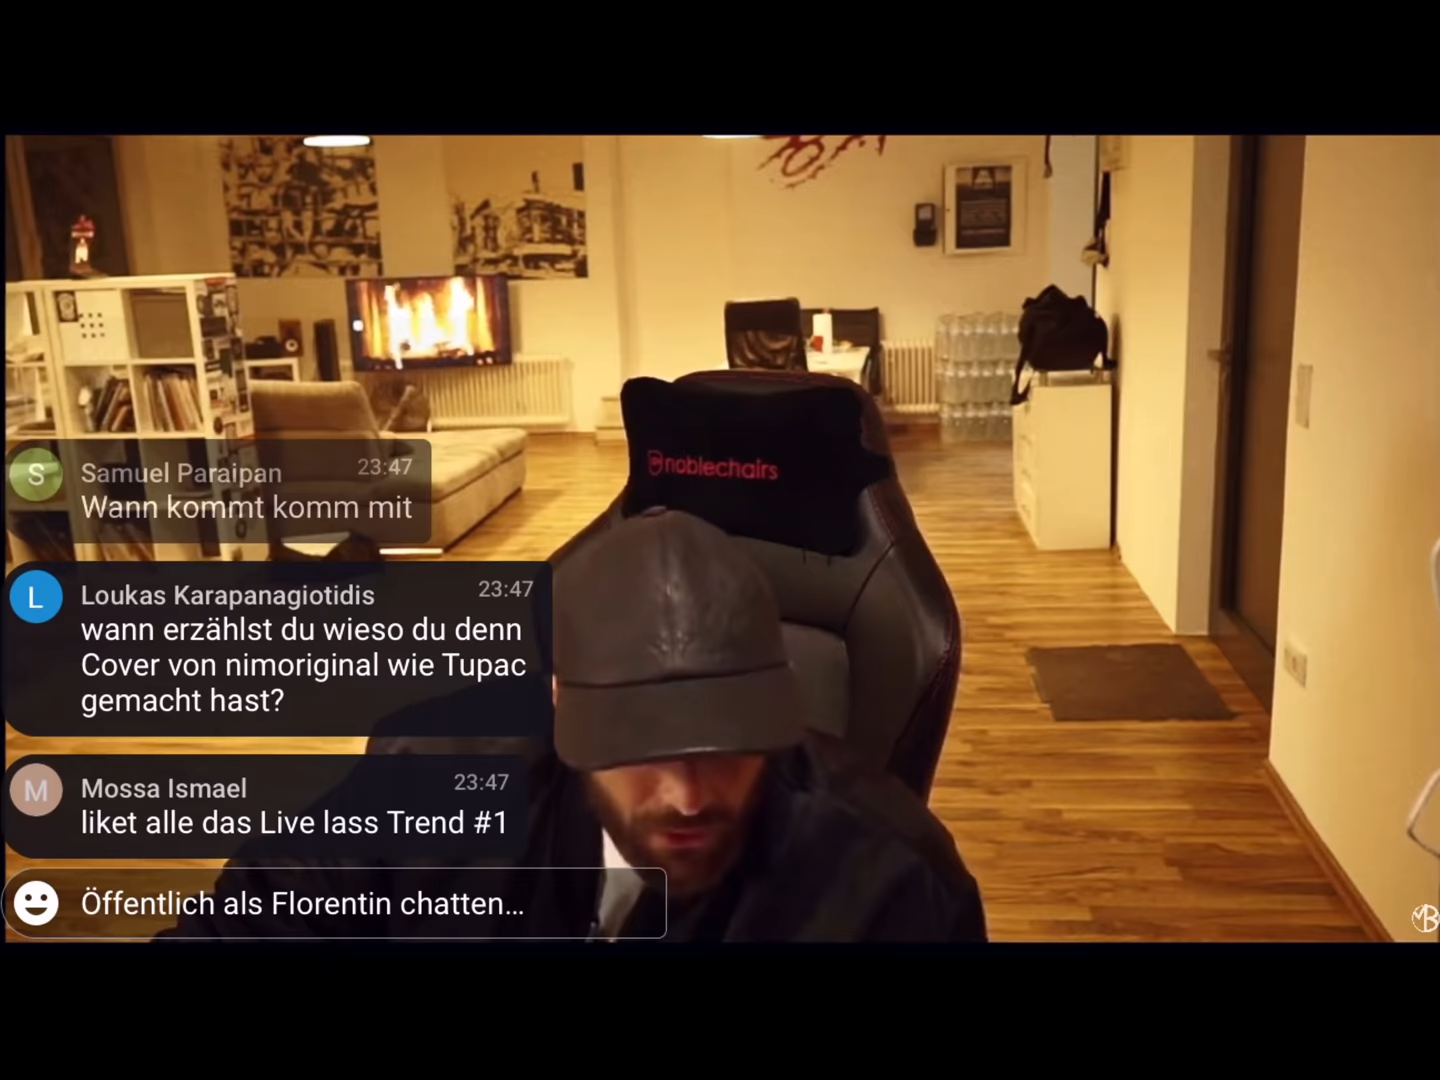 noblechairs
Samuel Paraipan 23:47
Wann kommt komm mit
Loukas Karapanagiotidis 23:47
wann erzählst du wieso du denn
Cover von nimoriginal wie Tupac
gemacht hast?
Mossa Ismael 23:47
liket alle das Live lass Trend #1
Öffentlich als Florentin chatten...